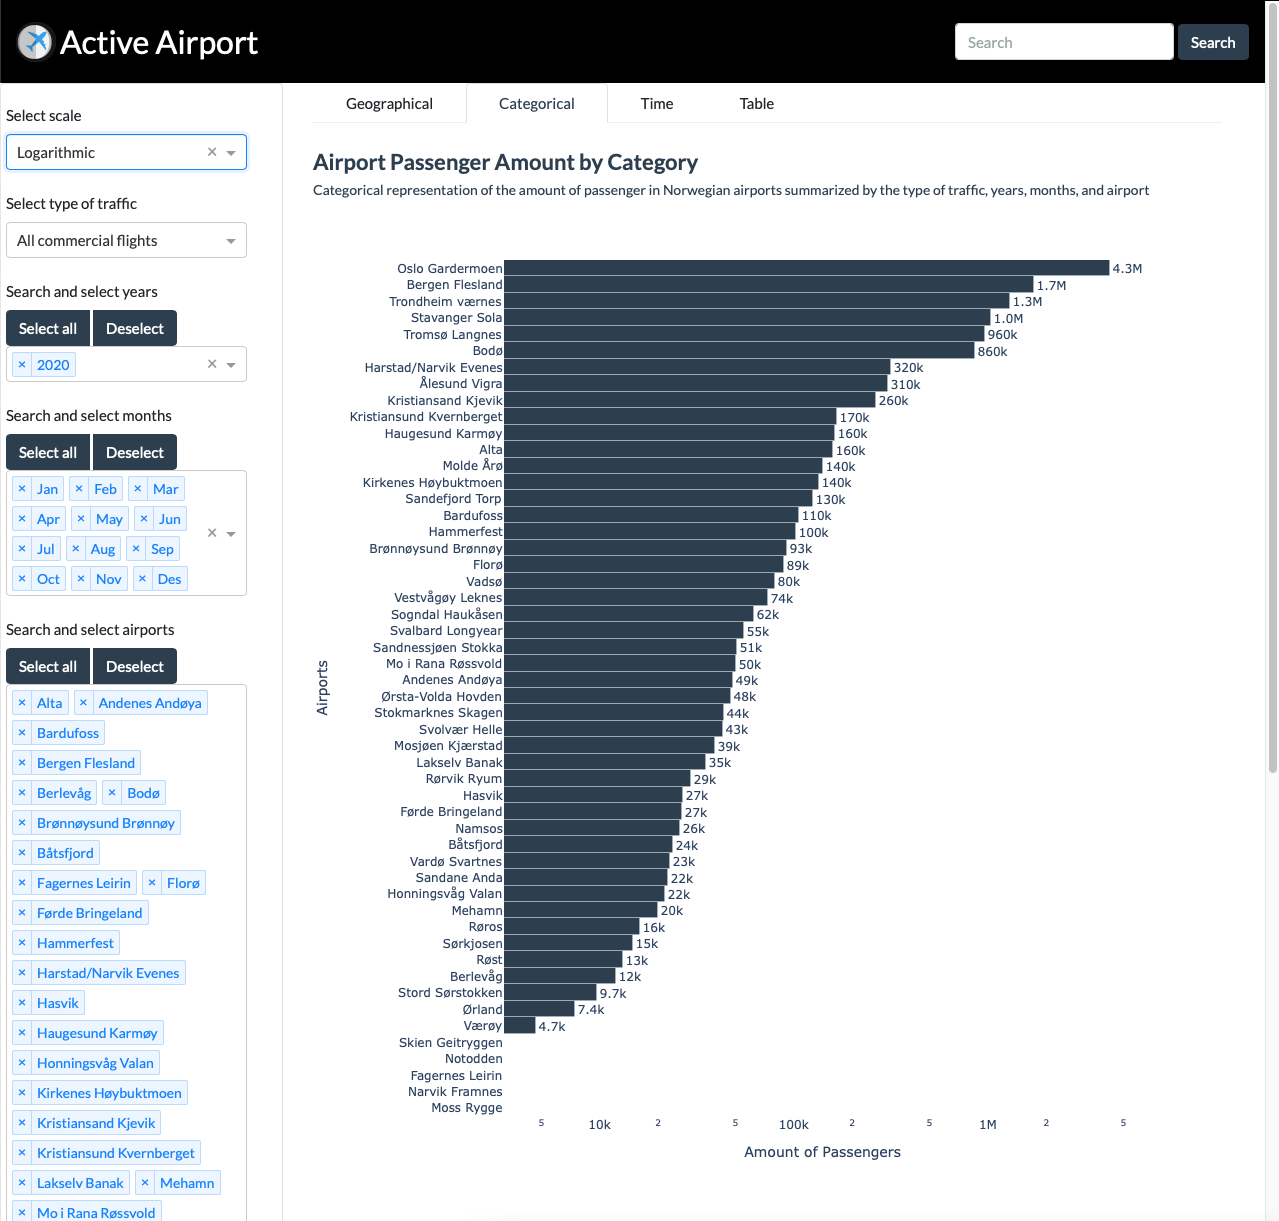 Active Airport
Search
Search
Select scale
Logarithmic
Select type of traffic
All commercial flights
Search and select years
Select all Deselect
× 2020
Search and select months
Select all Deselect
× Jan × Feb × Mar
× Apr × May × Jun
× Jul × Aug × Sep
× Oct × Nov × Des
Search and select airports
Select all Deselect
× Alta × Andenes Andøya
× Bardufoss
× Bergen Flesland
× Berlevåg × Bodø
× Brønnøysund Brønnøy
× Båtsfjord
× Fagernes Leirin × Florø
× Førde Bringeland
× Hammerfest
× Harstad/Narvik Evenes
× Hasvik
× Haugesund Karmøy
× Honningsvåg Valan
× Kirkenes Høybuktmoen
× Kristiansand Kjevik
× Kristiansund Kvernberget
× Lakselv Banak × Mehamn
× Mo i Rana Røssvold
Geographical Categorical Time Table
Airport Passenger Amount by Category
Categorical representation of the amount of passenger in Norwegian airports summarized by the type of traffic, years, months, and airport
Airports
Oslo Gardermoen 4.3M
Bergen Flesland 1.7M
Trondheim værnes 1.3M
Stavanger Sola 1.0M
Tromsø Langnes 960k
Bodø 860k
Harstad/Narvik Evenes 320k
Ålesund Vigra 310k
Kristiansand Kjevik 260k
Kristiansund Kvernberget 170k
Haugesund Karmøy 160k
Alta 160k
Molde Årø 140k
Kirkenes Høybuktmoen 140k
Sandefjord Torp 130k
Bardufoss 110k
Hammerfest 100k
Brønnøysund Brønnøy 93k
Florø 89k
Vadsø 80k
Vestvågøy Leknes 74k
Sogndal Haukåsen 62k
Svalbard Longyear 55k
Sandnessjøen Stokka 51k
Mo i Rana Røssvold 50k
Andenes Andøya 49k
Ørsta-Volda Hovden 48k
Stokmarknes Skagen 44k
Svolvær Helle 43k
Mosjøen Kjærstad 39k
Lakselv Banak 35k
Rørvik Ryum 29k
Hasvik 27k
Førde Bringeland 27k
Namsos 26k
Båtsfjord 24k
Vardø Svartnes 23k
Sandane Anda 22k
Honningsvåg Valan 22k
Mehamn 20k
Røros 16k
Sørkjosen 15k
Røst 13k
Berlevåg 12k
Stord Sørstokken 9.7k
Ørland 7.4k
Værøy 4.7k
Skien Geitryggen
Notodden
Fagernes Leirin
Narvik Framnes
Moss Rygge
5 10k 2 5 100k 2 5 1M 2 5
Amount of Passengers